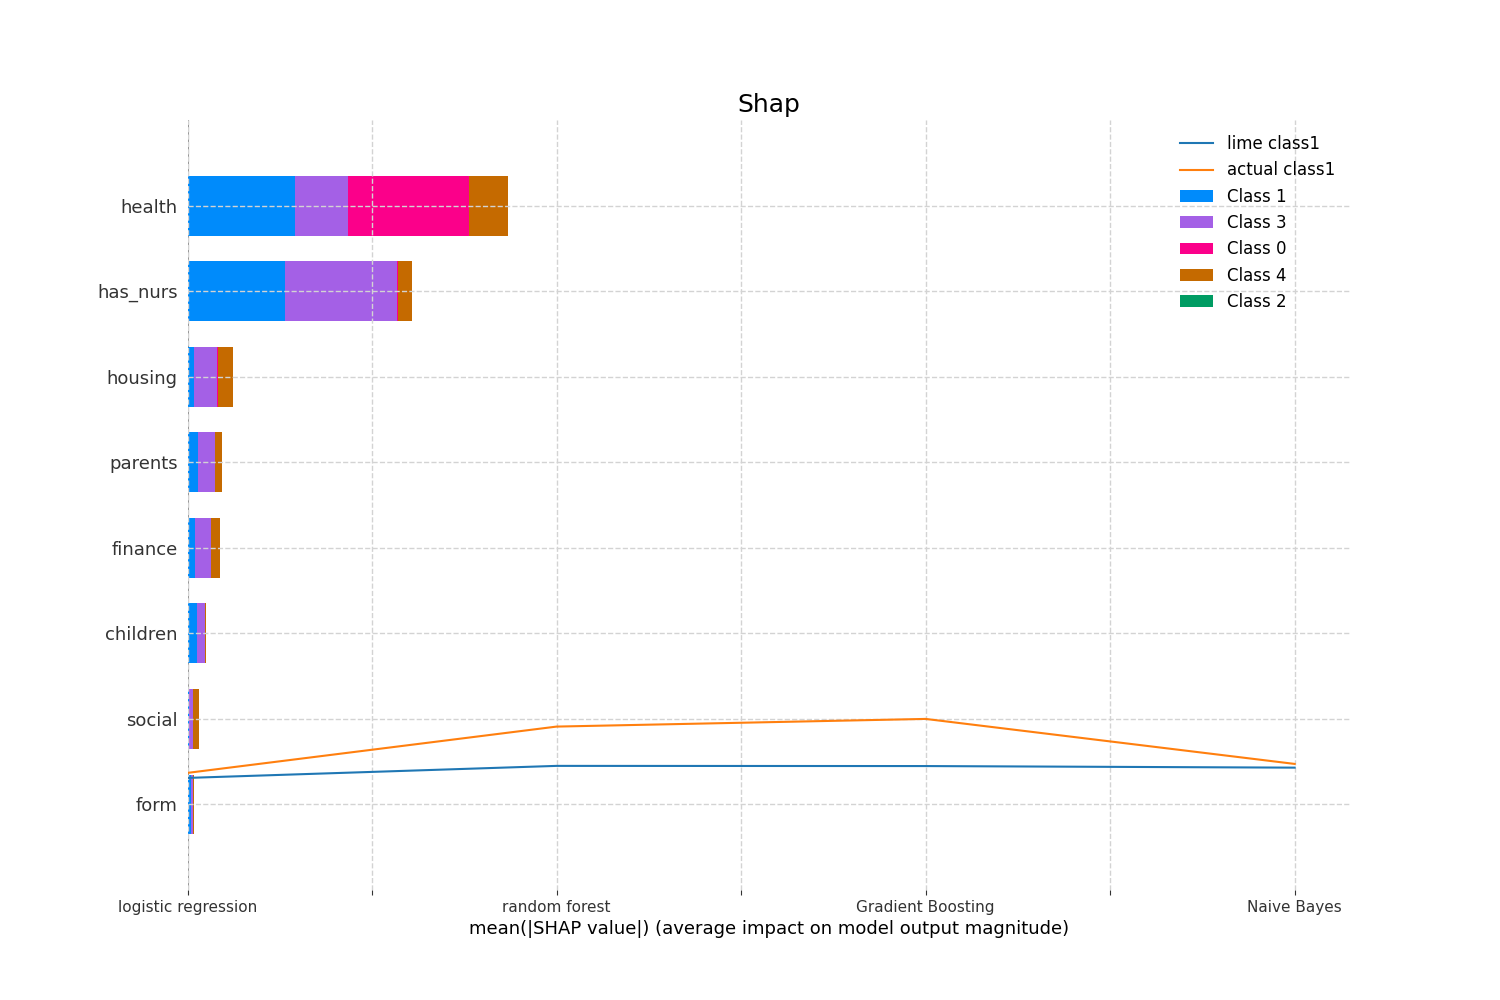 Shap
lime class1
actual class1
Class 1
Class 3
Class 0
Class 4
Class 2
health
has_nurs
housing
parents
finance
children
social
form
logistic regression
random forest
Gradient Boosting
Naive Bayes
mean(|SHAP value|) (average impact on model output magnitude)